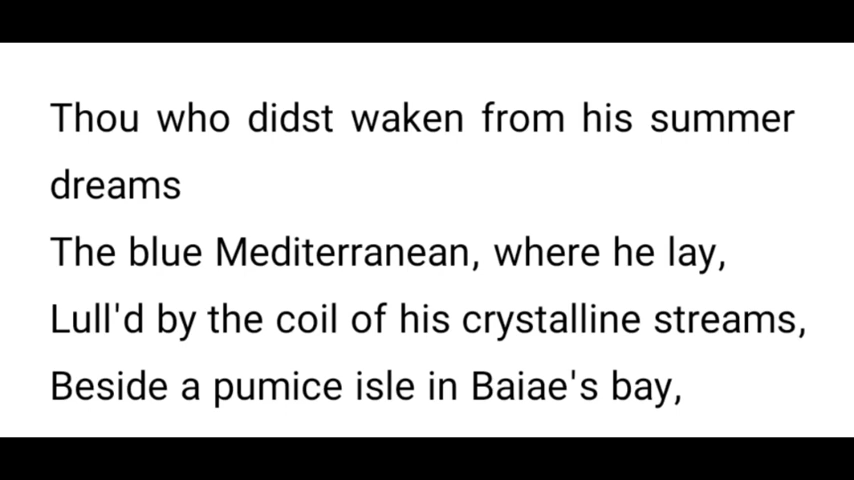 Thou who didst waken from his summer
dreams
The blue Mediterranean, where he lay,
Lull'd by the coil of his crystalline streams,
Beside a pumice isle in Baiae's bay,